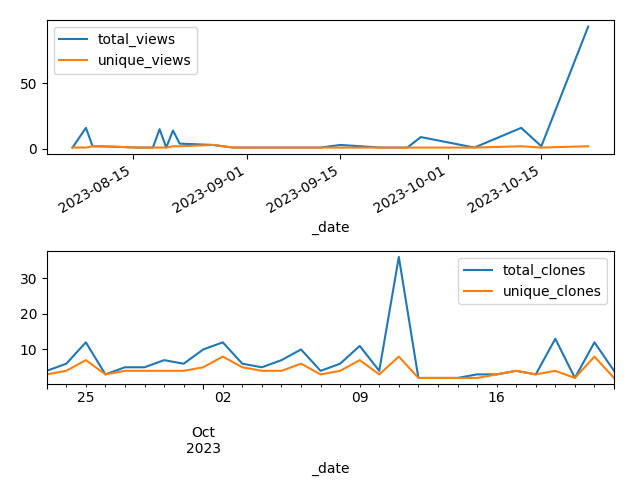 total_views
unique_views
50
0
2023-08-15
2023-09-01
2023-09-15
2023-10-01
2023-10-15
_date
total_clones
unique_clones
30
20
10
25
02
09
16
Oct
2023
_date